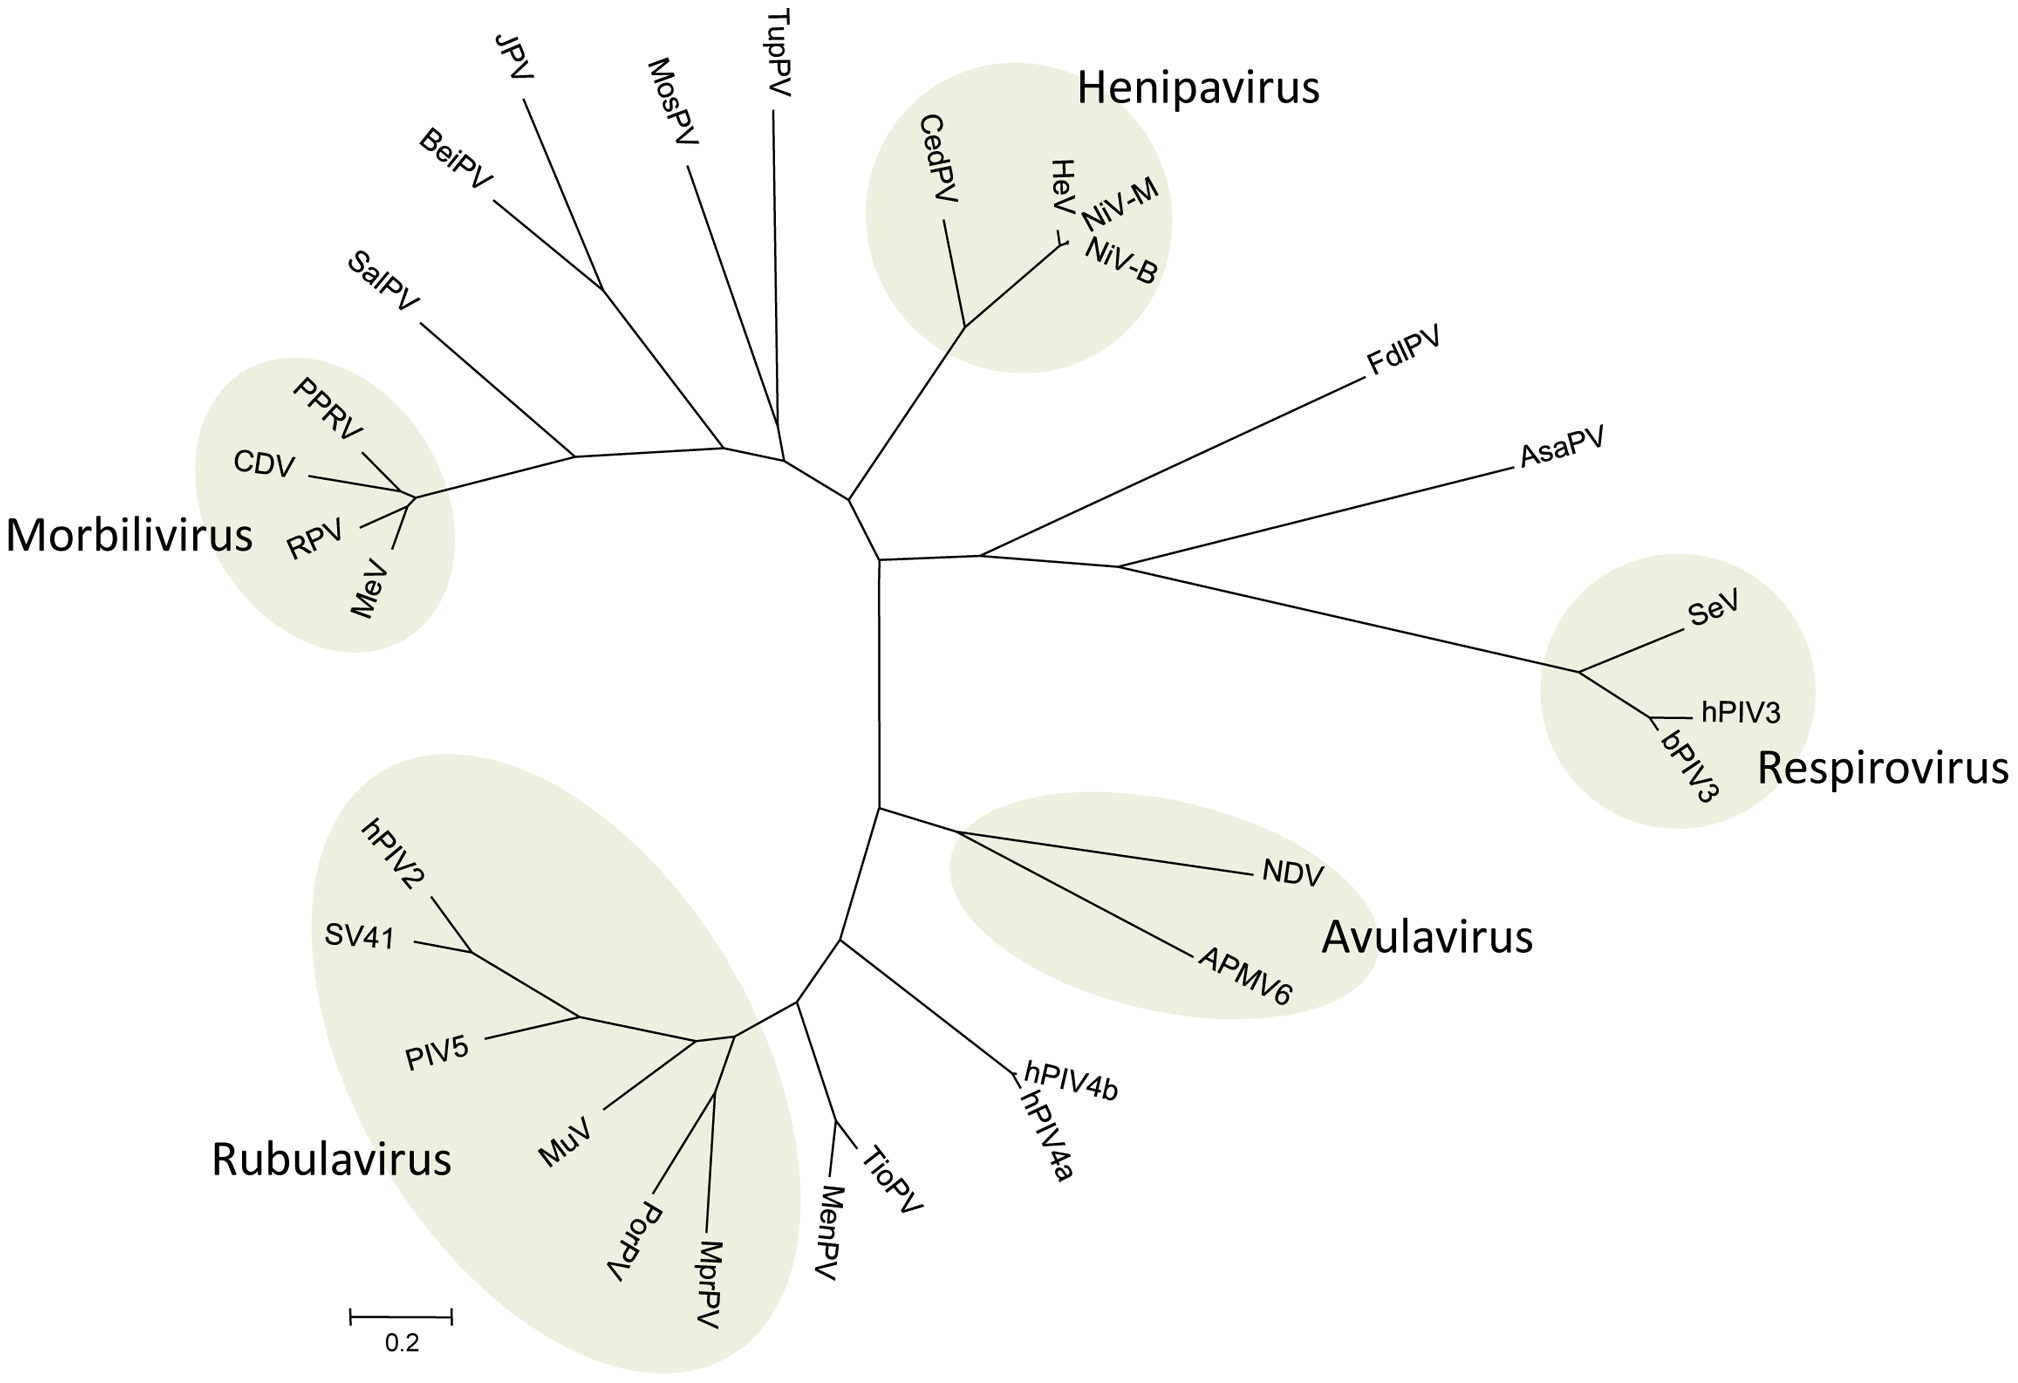 TupPV
JPV
MosPV
Henipavirus
BeiPV
CedPV
HeV
NiV-M
NiV-B
SalPV
FdlPV
PPRV
AsaPV
CDV
Morbilivirus
RPV
MeV
SeV
hPIV3
bPIV3
Respirovirus
hPIV2
NDV
SV41
Avulavirus
APMV6
PIV5
hPIV4b
hPIV4a
MuV
Rubulavirus
TioPV
PorPV
MenPV
MprPV
0.2